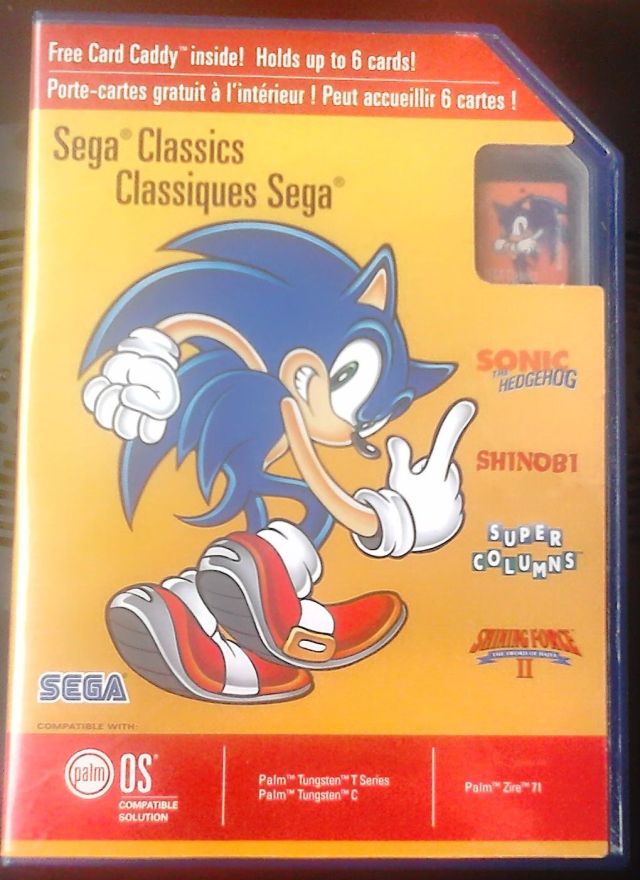 Free Card Caddy™ inside! Holds up to 6 cards!
Porte-cartes gratuit à l'intérieur ! Peut accueillir 6 cartes !
Sega® Classics
Classiques Sega®
SONIC
THE
HEDGEHOG
SHINOBI
SUPER
COLUMNS™
SHINING FORCE
THE SWORD OF HAJYA
II
SEGA®
COMPATIBLE WITH:
palm OS®
COMPATIBLE
SOLUTION
Palm™ Tungsten™ T Series
Palm™ Tungsten™ C
Palm™ Zire™ 71